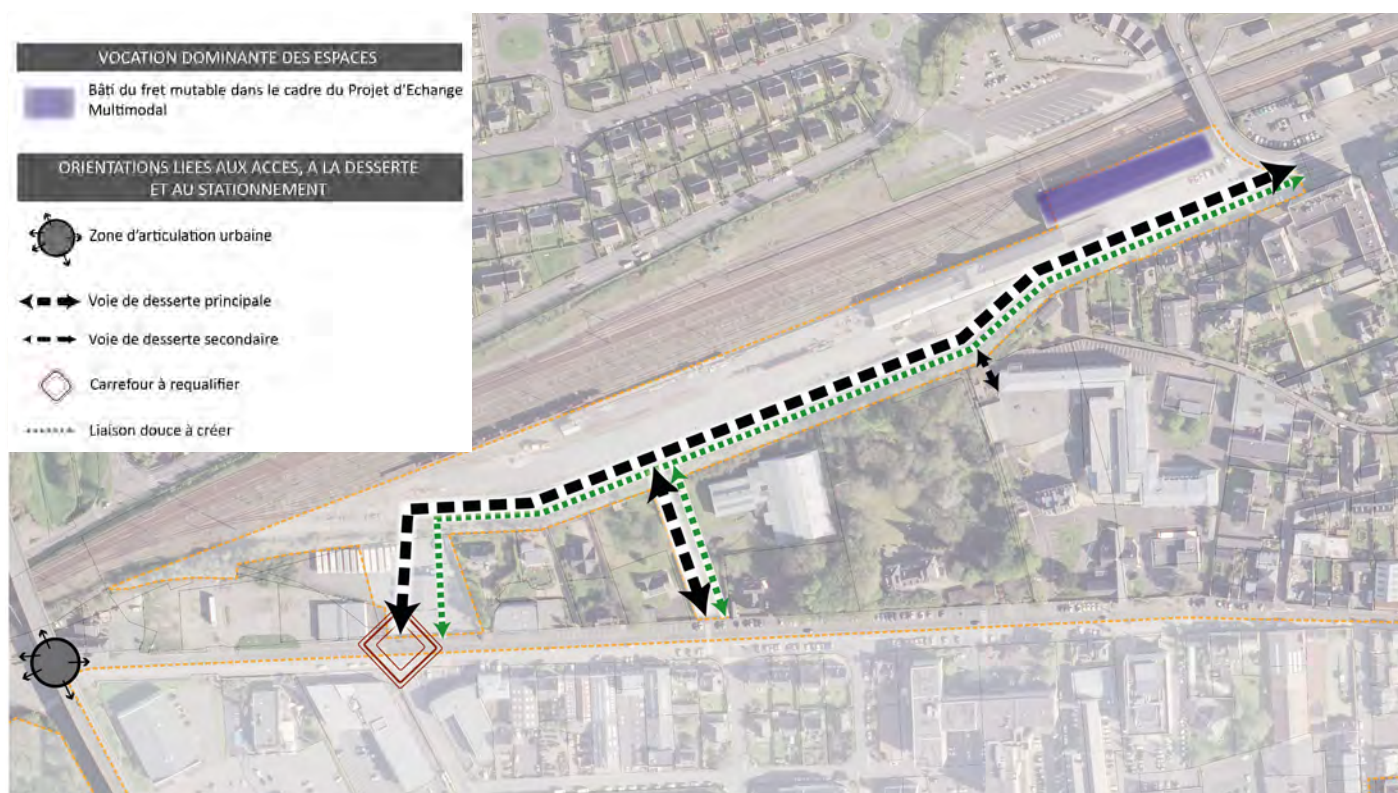 VOCATION DOMINANTE DES ESPACES
Bâti du fret mutable dans le cadre du Projet d'Echange
Multimodal
ORIENTATIONS LIEES AUX ACCES, A LA DESSERTE
ET AU STATIONNEMENT
Zone d'articulation urbaine
Voie de desserte principale
Voie de desserte secondaire
Carrefour à requalifier
Liaison douce à créer